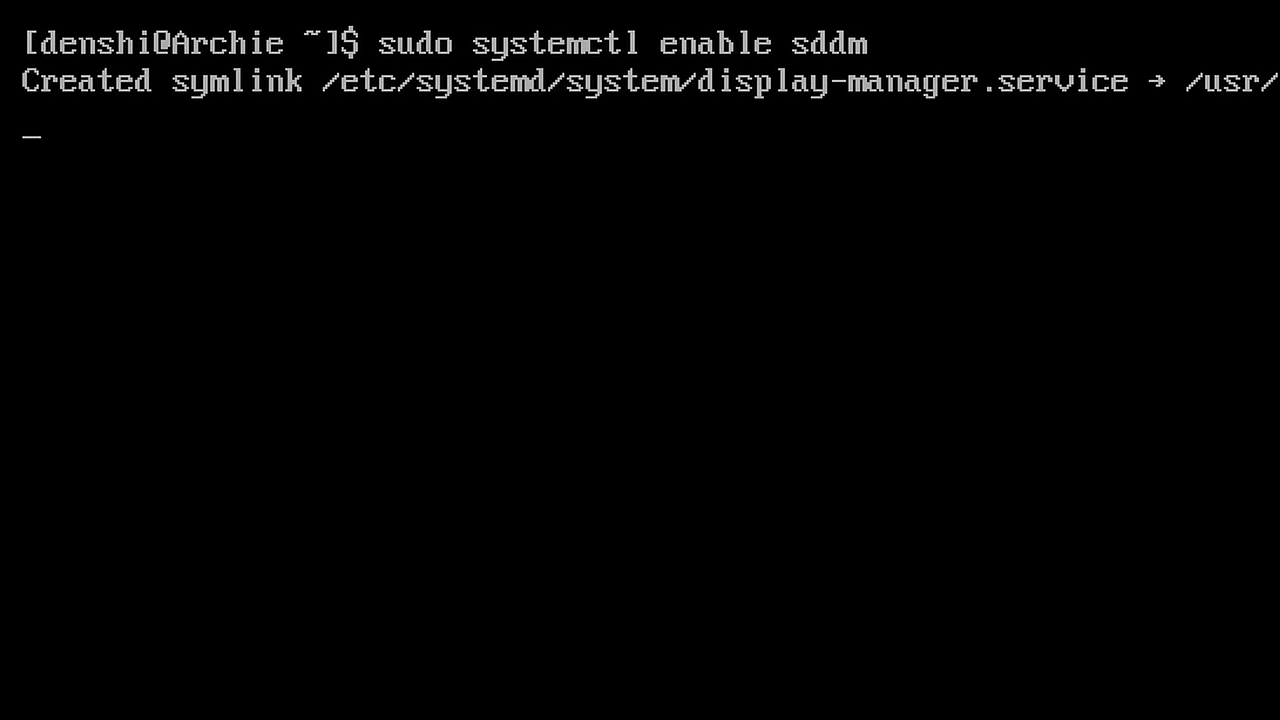 [denshi@Archie ~]$ sudo systemctl enable sddm
Created symlink /etc/systemd/system/display-manager.service → /usr/
_